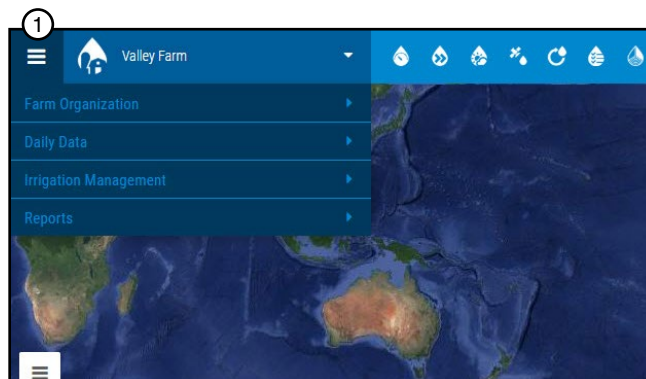 1
Valley Farm
Farm Organization
Daily Data
Irrigation Management
Reports